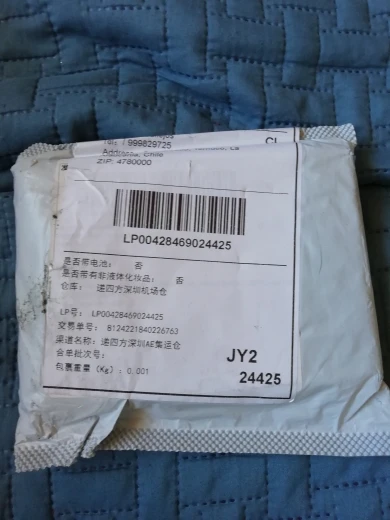 999829725
CL
Chile
ZIP: 4780000
LP00428469024425
是否带电池: 否
是否带有非液体化妆品: 否
仓库: 递四方深圳机场仓
LP号: LP00428469024425
交易单号: 8124221840226763
渠道名称: 递四方深圳AE集运仓
合单批次号:
包裹重量(Kg): 0.001
JY2
24425